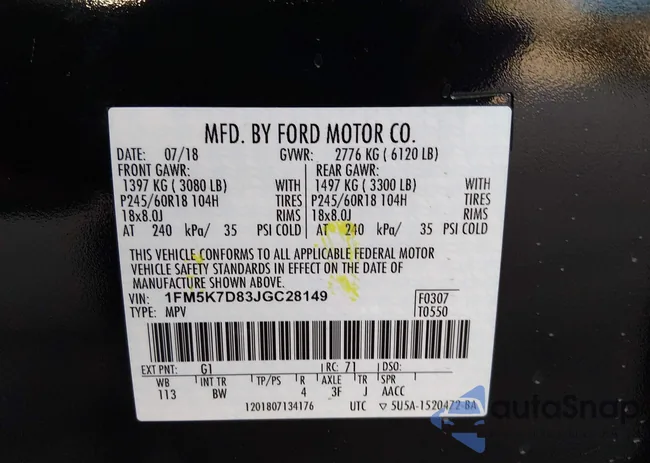 MFD. BY FORD MOTOR CO.
DATE: 07/18 GVWR: 2776 KG ( 6120 LB)
FRONT GAWR: REAR GAWR:
1397 KG ( 3080 LB) WITH 1497 KG ( 3300 LB) WITH
P245/60R18 104H TIRES P245/60R18 104H TIRES
18x8.0J RIMS 18x8.0J RIMS
AT 240 kPa/ 35 PSI COLD AT 240 kPa/ 35 PSI COLD
THIS VEHICLE CONFORMS TO ALL APPLICABLE FEDERAL MOTOR
VEHICLE SAFETY STANDARDS IN EFFECT ON THE DATE OF
MANUFACTURE SHOWN ABOVE.
VIN: 1FM5K7D83JGC28149 F0307
TYPE: MPV T0550
EXT PNT: G1 RC: 71 DSO:
WB INT TR TP/PS R AXLE TR SPR
113 BW 4 3F J AACC
1201807134176 UTC ▽ 5U5A-1520472-BA
autoSnap